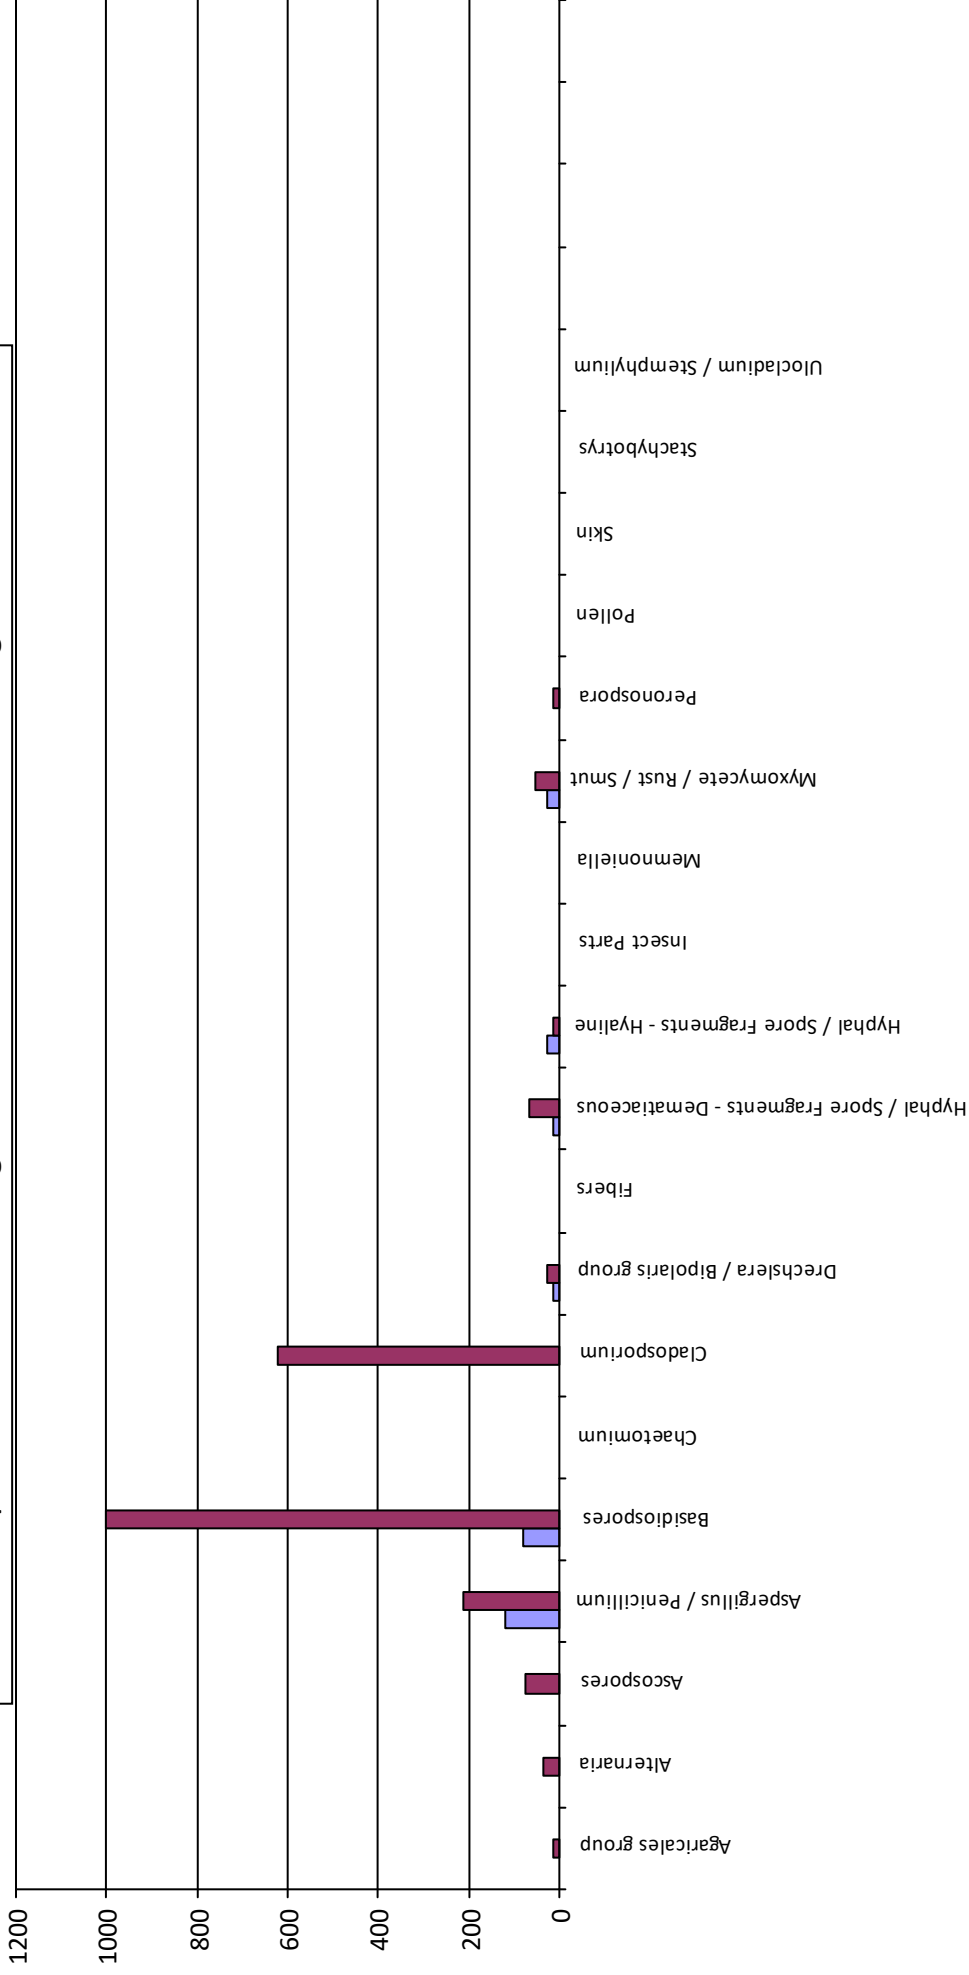 1200
1000
800
600
400
200
0
Agaricales group
Alternaria
Ascospores
Aspergillus / Penicillium
Basidiospores
Chaetomium
Cladosporium
Drechslera / Bipolaris group
Fibers
Hyphal / Spore Fragments - Dematiaceous
Hyphal / Spore Fragments - Hyaline
Insect Parts
Memnoniella
Myxomycete / Rust / Smut
Peronospora
Pollen
Skin
Stachybotrys
Ulocladium / Stemphylium